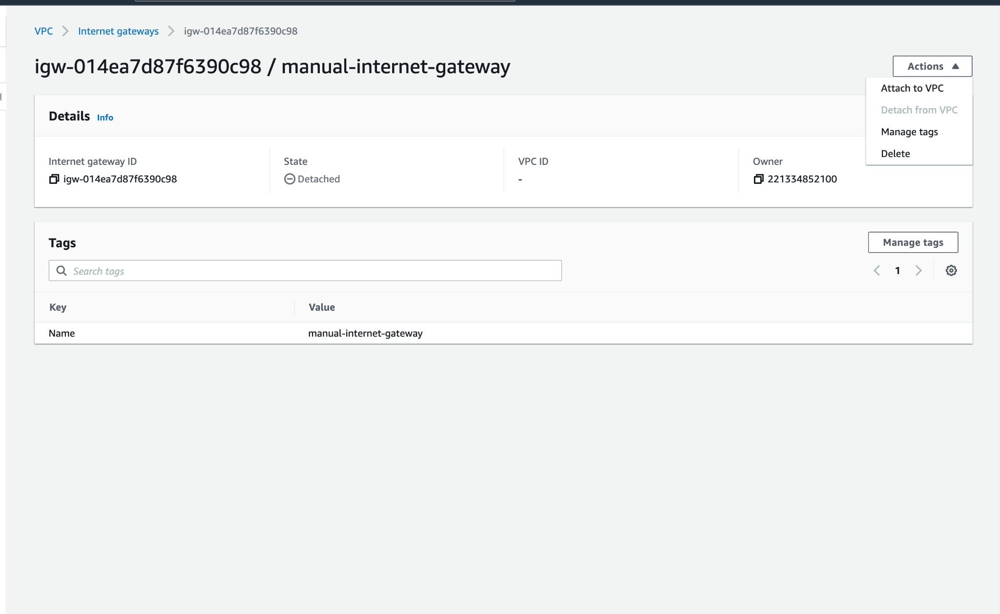 VPC > Internet gateways > igw-014ea7d87f6390c98
igw-014ea7d87f6390c98 / manual-internet-gateway
Actions
Attach to VPC
Detach from VPC
Manage tags
Delete
Details Info
Internet gateway ID
igw-014ea7d87f6390c98
State
Detached
VPC ID
-
Owner
221334852100
Tags
Manage tags
Search tags
1
Key Value
Name manual-internet-gateway